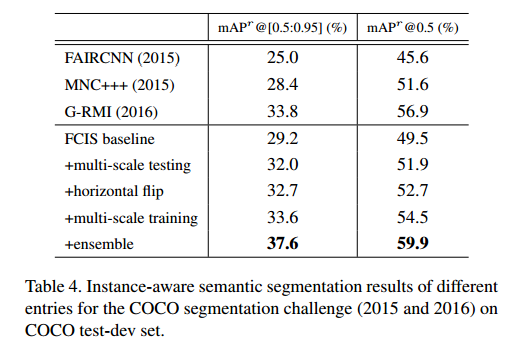 mAPʳ@[0.5:0.95] (%) mAPʳ@0.5 (%)
FAIRCNN (2015) 25.0 45.6
MNC+++ (2015) 28.4 51.6
G-RMI (2016) 33.8 56.9
FCIS baseline 29.2 49.5
+multi-scale testing 32.0 51.9
+horizontal flip 32.7 52.7
+multi-scale training 33.6 54.5
+ensemble 37.6 59.9
Table 4. Instance-aware semantic segmentation results of different
entries for the COCO segmentation challenge (2015 and 2016) on
COCO test-dev set.